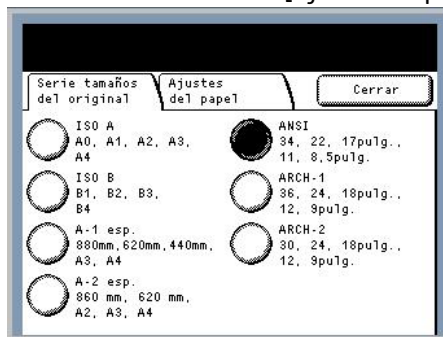 Serie tamaños
del original
Ajustes
del papel
Cerrar
ISO A
A0, A1, A2, A3,
A4
ISO B
B1, B2, B3,
B4
A-1 esp.
880mm,620mm,440mm,
A3, A4
A-2 esp.
860 mm, 620 mm,
A2, A3, A4
ANSI
34, 22, 17pulg.,
11, 8,5pulg.
ARCH-1
36, 24, 18pulg.,
12, 9pulg.
ARCH-2
30, 24, 18pulg.,
12, 9pulg.